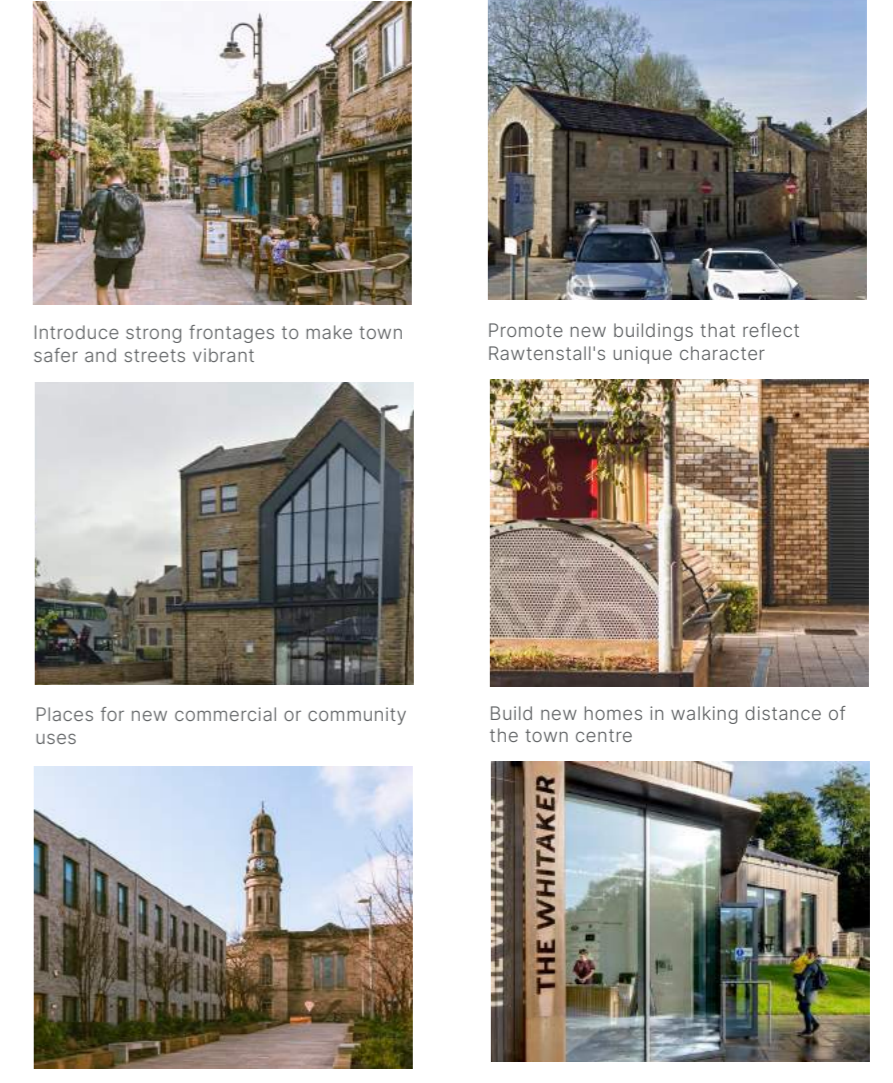 Introduce strong frontages to make town
safer and streets vibrant
Promote new buildings that reflect
Rawtenstall's unique character
Places for new commercial or community
uses
Build new homes in walking distance of
the town centre
THE WHITAKER